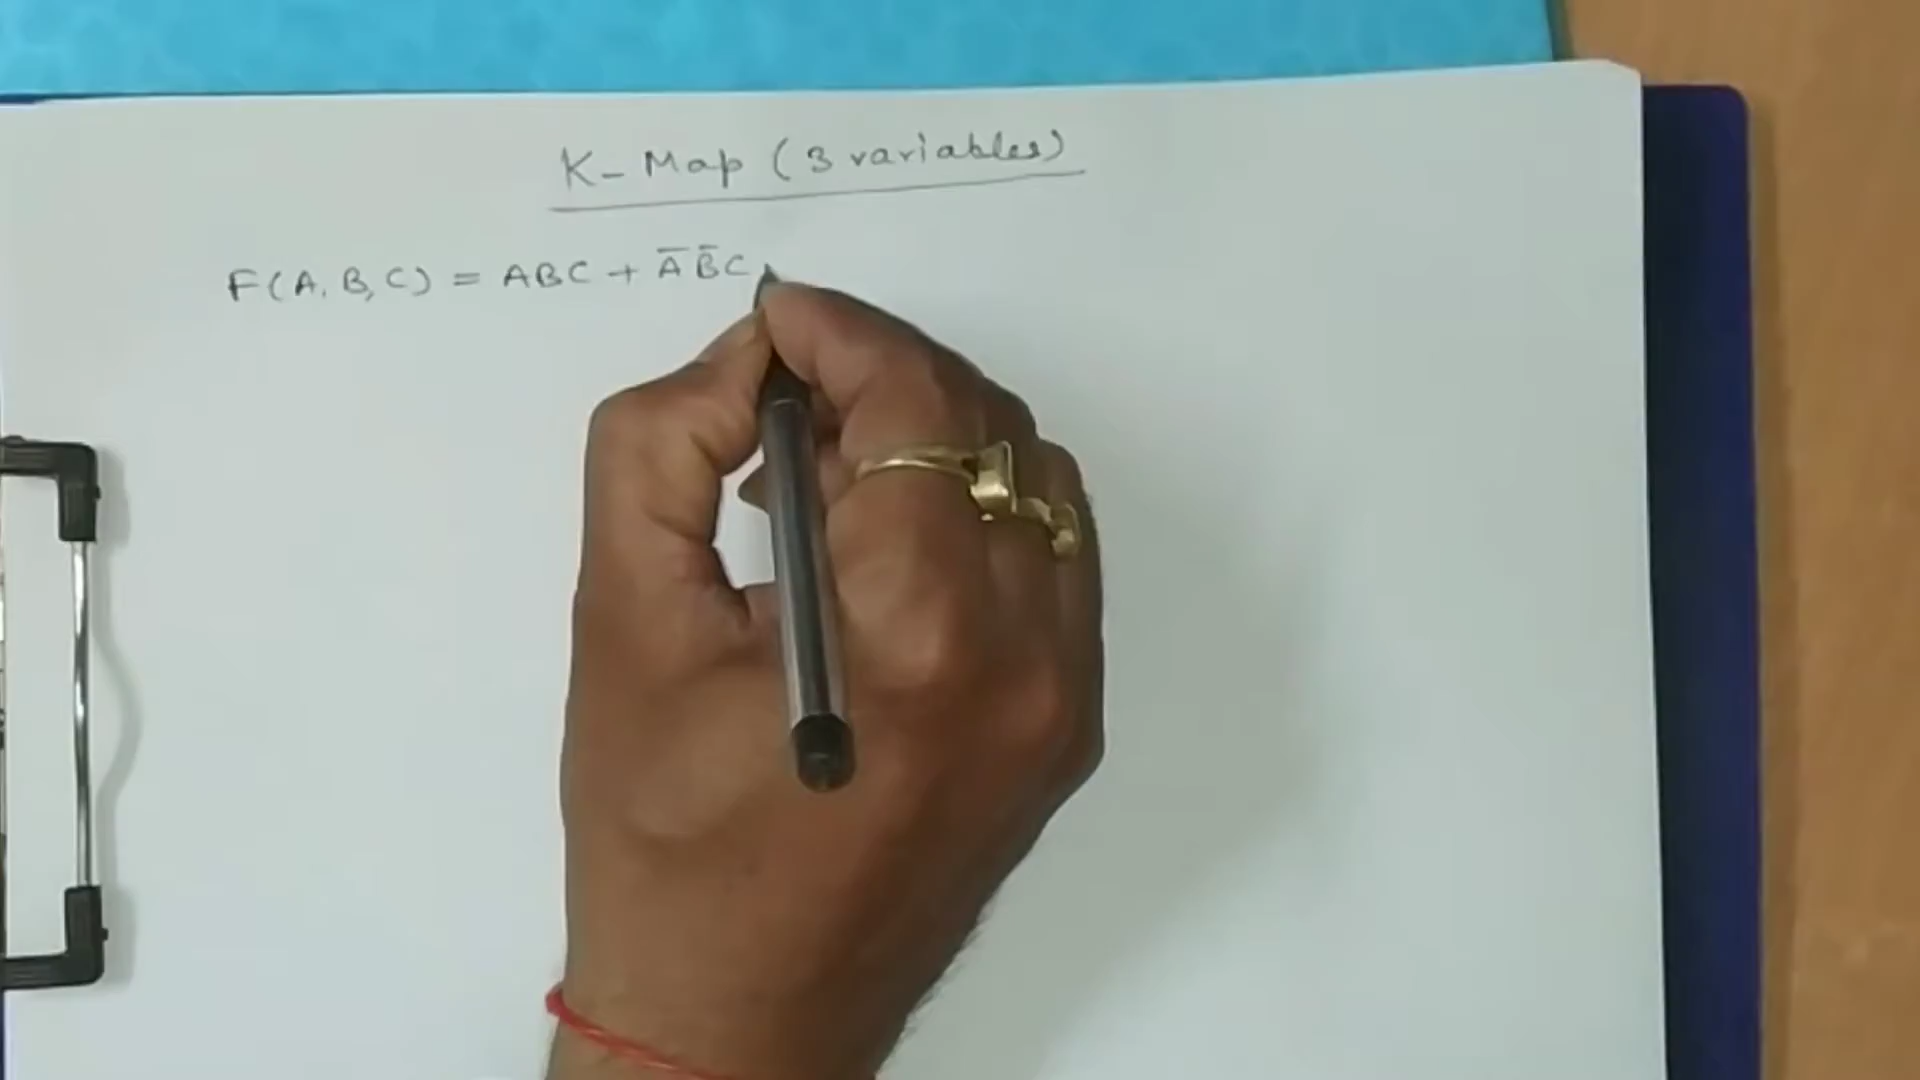 K-Map (3 variables)
F(A, B, C) = ABC + A̅ B̅ C